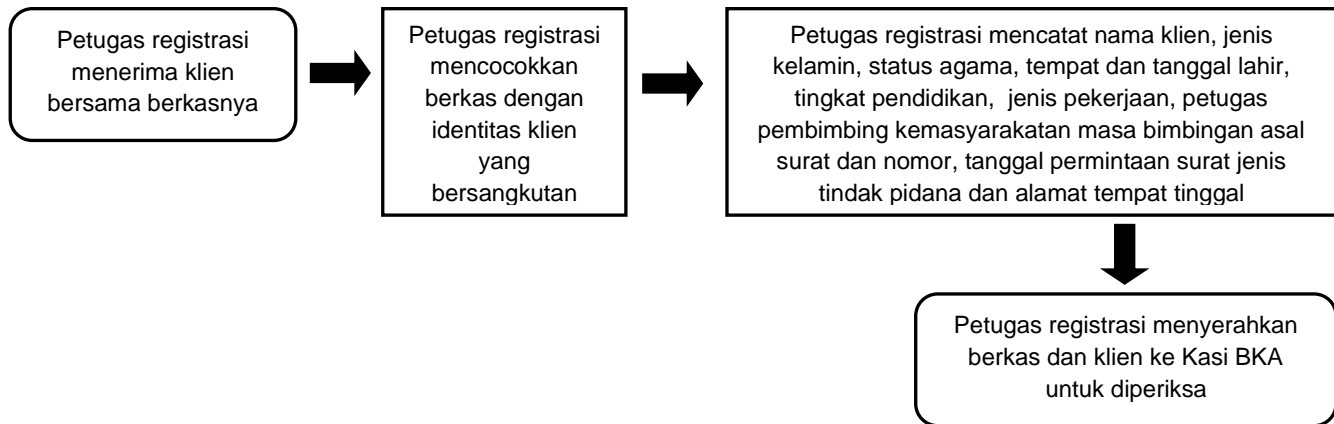 Petugas registrasi
menerima klien
bersama berkasnya
Petugas registrasi
mencocokkan
berkas dengan
identitas klien
yang
bersangkutan
Petugas registrasi mencatat nama klien, jenis
kelamin, status agama, tempat dan tanggal lahir,
tingkat pendidikan, jenis pekerjaan, petugas
pembimbing kemasyarakatan masa bimbingan asal
surat dan nomor, tanggal permintaan surat jenis
tindak pidana dan alamat tempat tinggal
Petugas registrasi menyerahkan
berkas dan klien ke Kasi BKA
untuk diperiksa